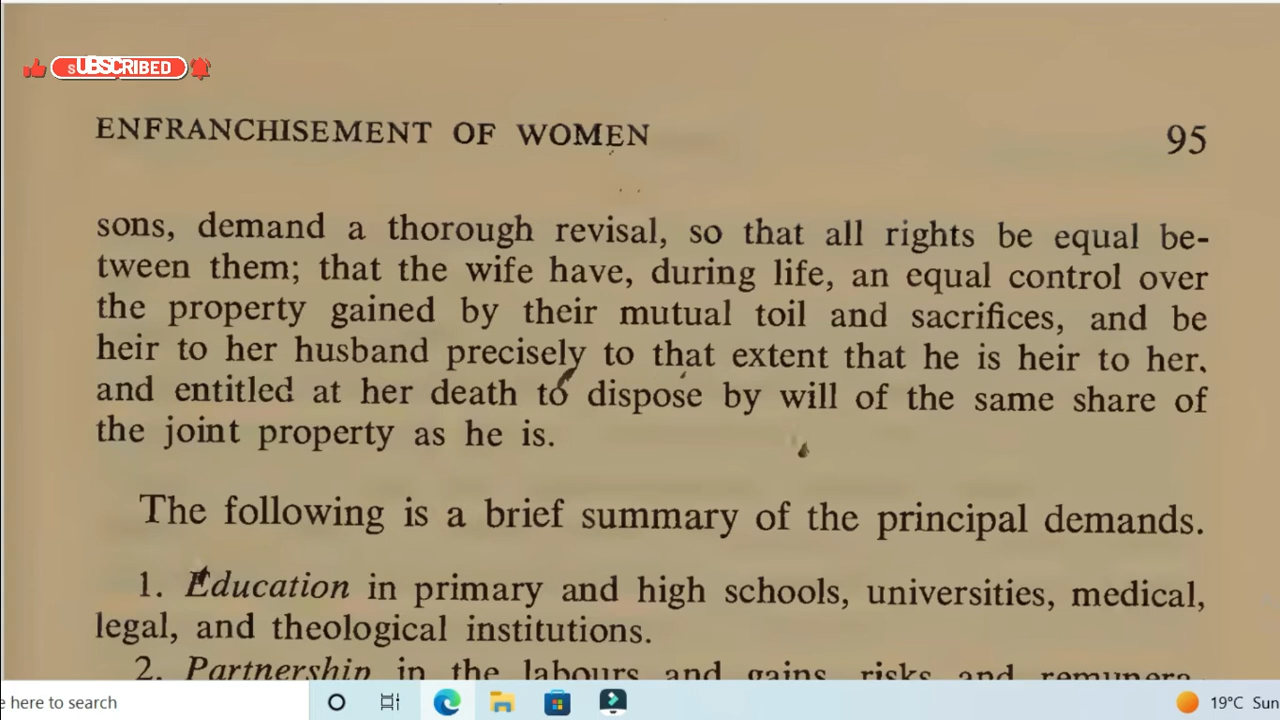 SUBSCRIBED
ENFRANCHISEMENT OF WOMEN 95
sons, demand a thorough revisal, so that all rights be equal be-
tween them; that the wife have, during life, an equal control over
the property gained by their mutual toil and sacrifices, and be
heir to her husband precisely to that extent that he is heir to her.
and entitled at her death to dispose by will of the same share of
the joint property as he is.
The following is a brief summary of the principal demands.
1. Education in primary and high schools, universities, medical,
legal, and theological institutions.
2. Partnership in the labours and gains risks and remunera-
e here to search 19°C Sun